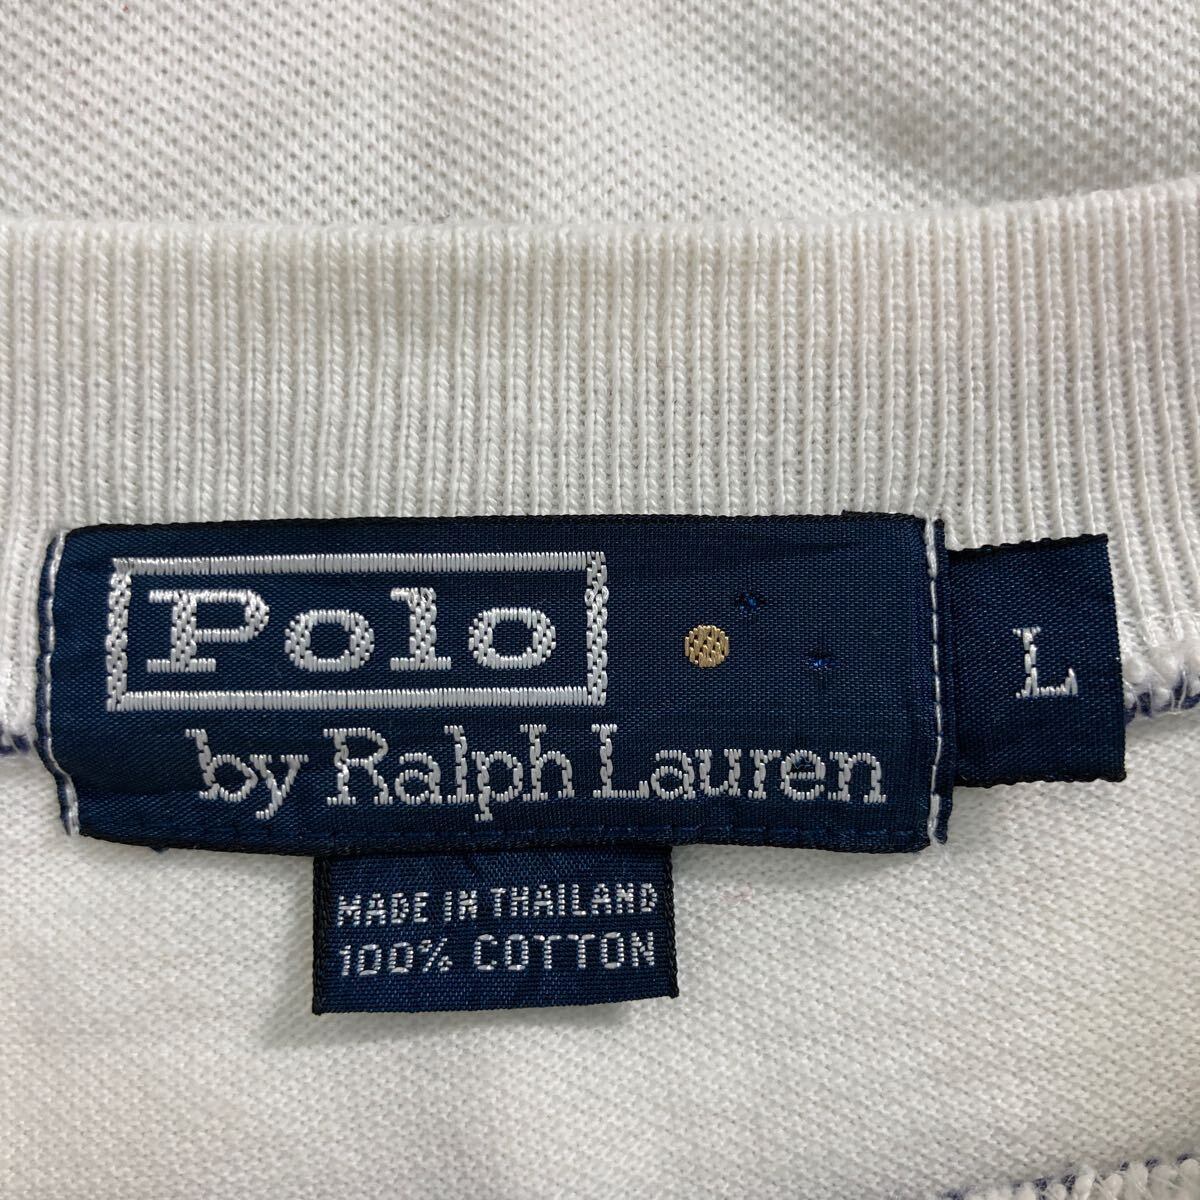 Polo
by Ralph Lauren
L
MADE IN THAILAND
100% COTTON